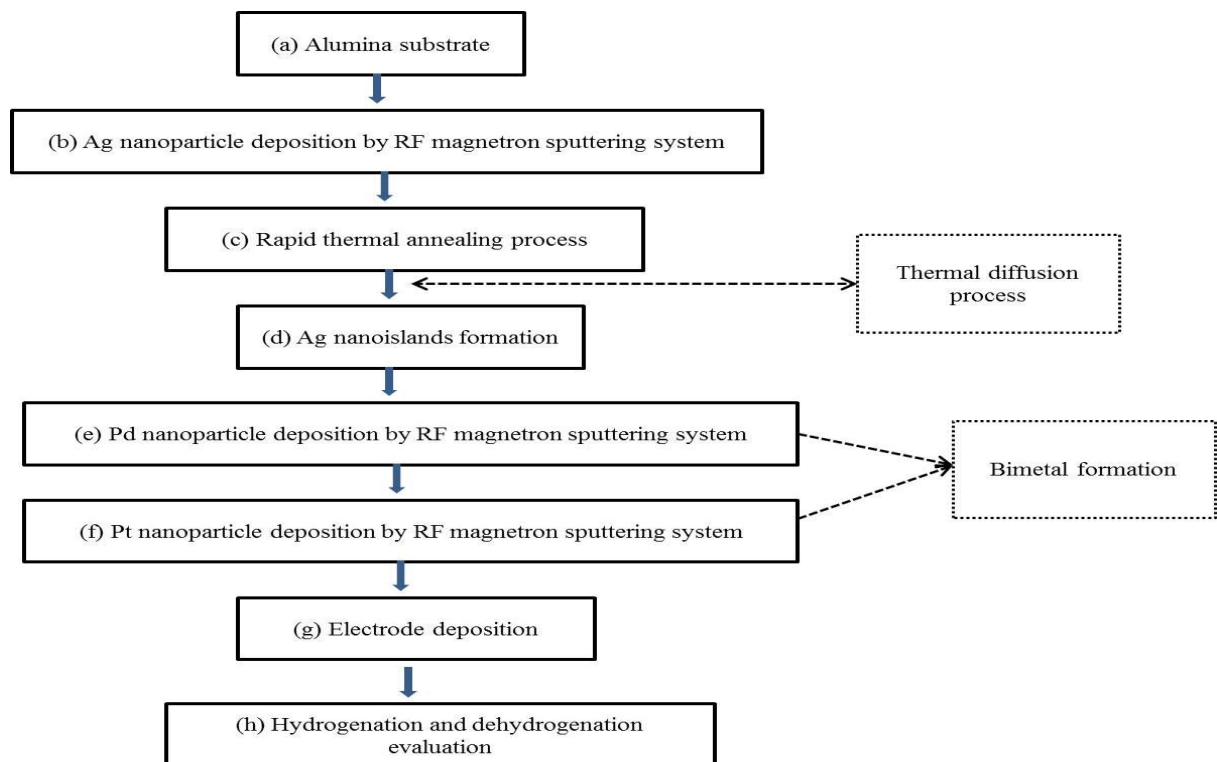 (a) Alumina substrate
(b) Ag nanoparticle deposition by RF magnetron sputtering system
(c) Rapid thermal annealing process
Thermal diffusion
process
(d) Ag nanoislands formation
(e) Pd nanoparticle deposition by RF magnetron sputtering system
Bimetal formation
(f) Pt nanoparticle deposition by RF magnetron sputtering system
(g) Electrode deposition
(h) Hydrogenation and dehydrogenation
evaluation